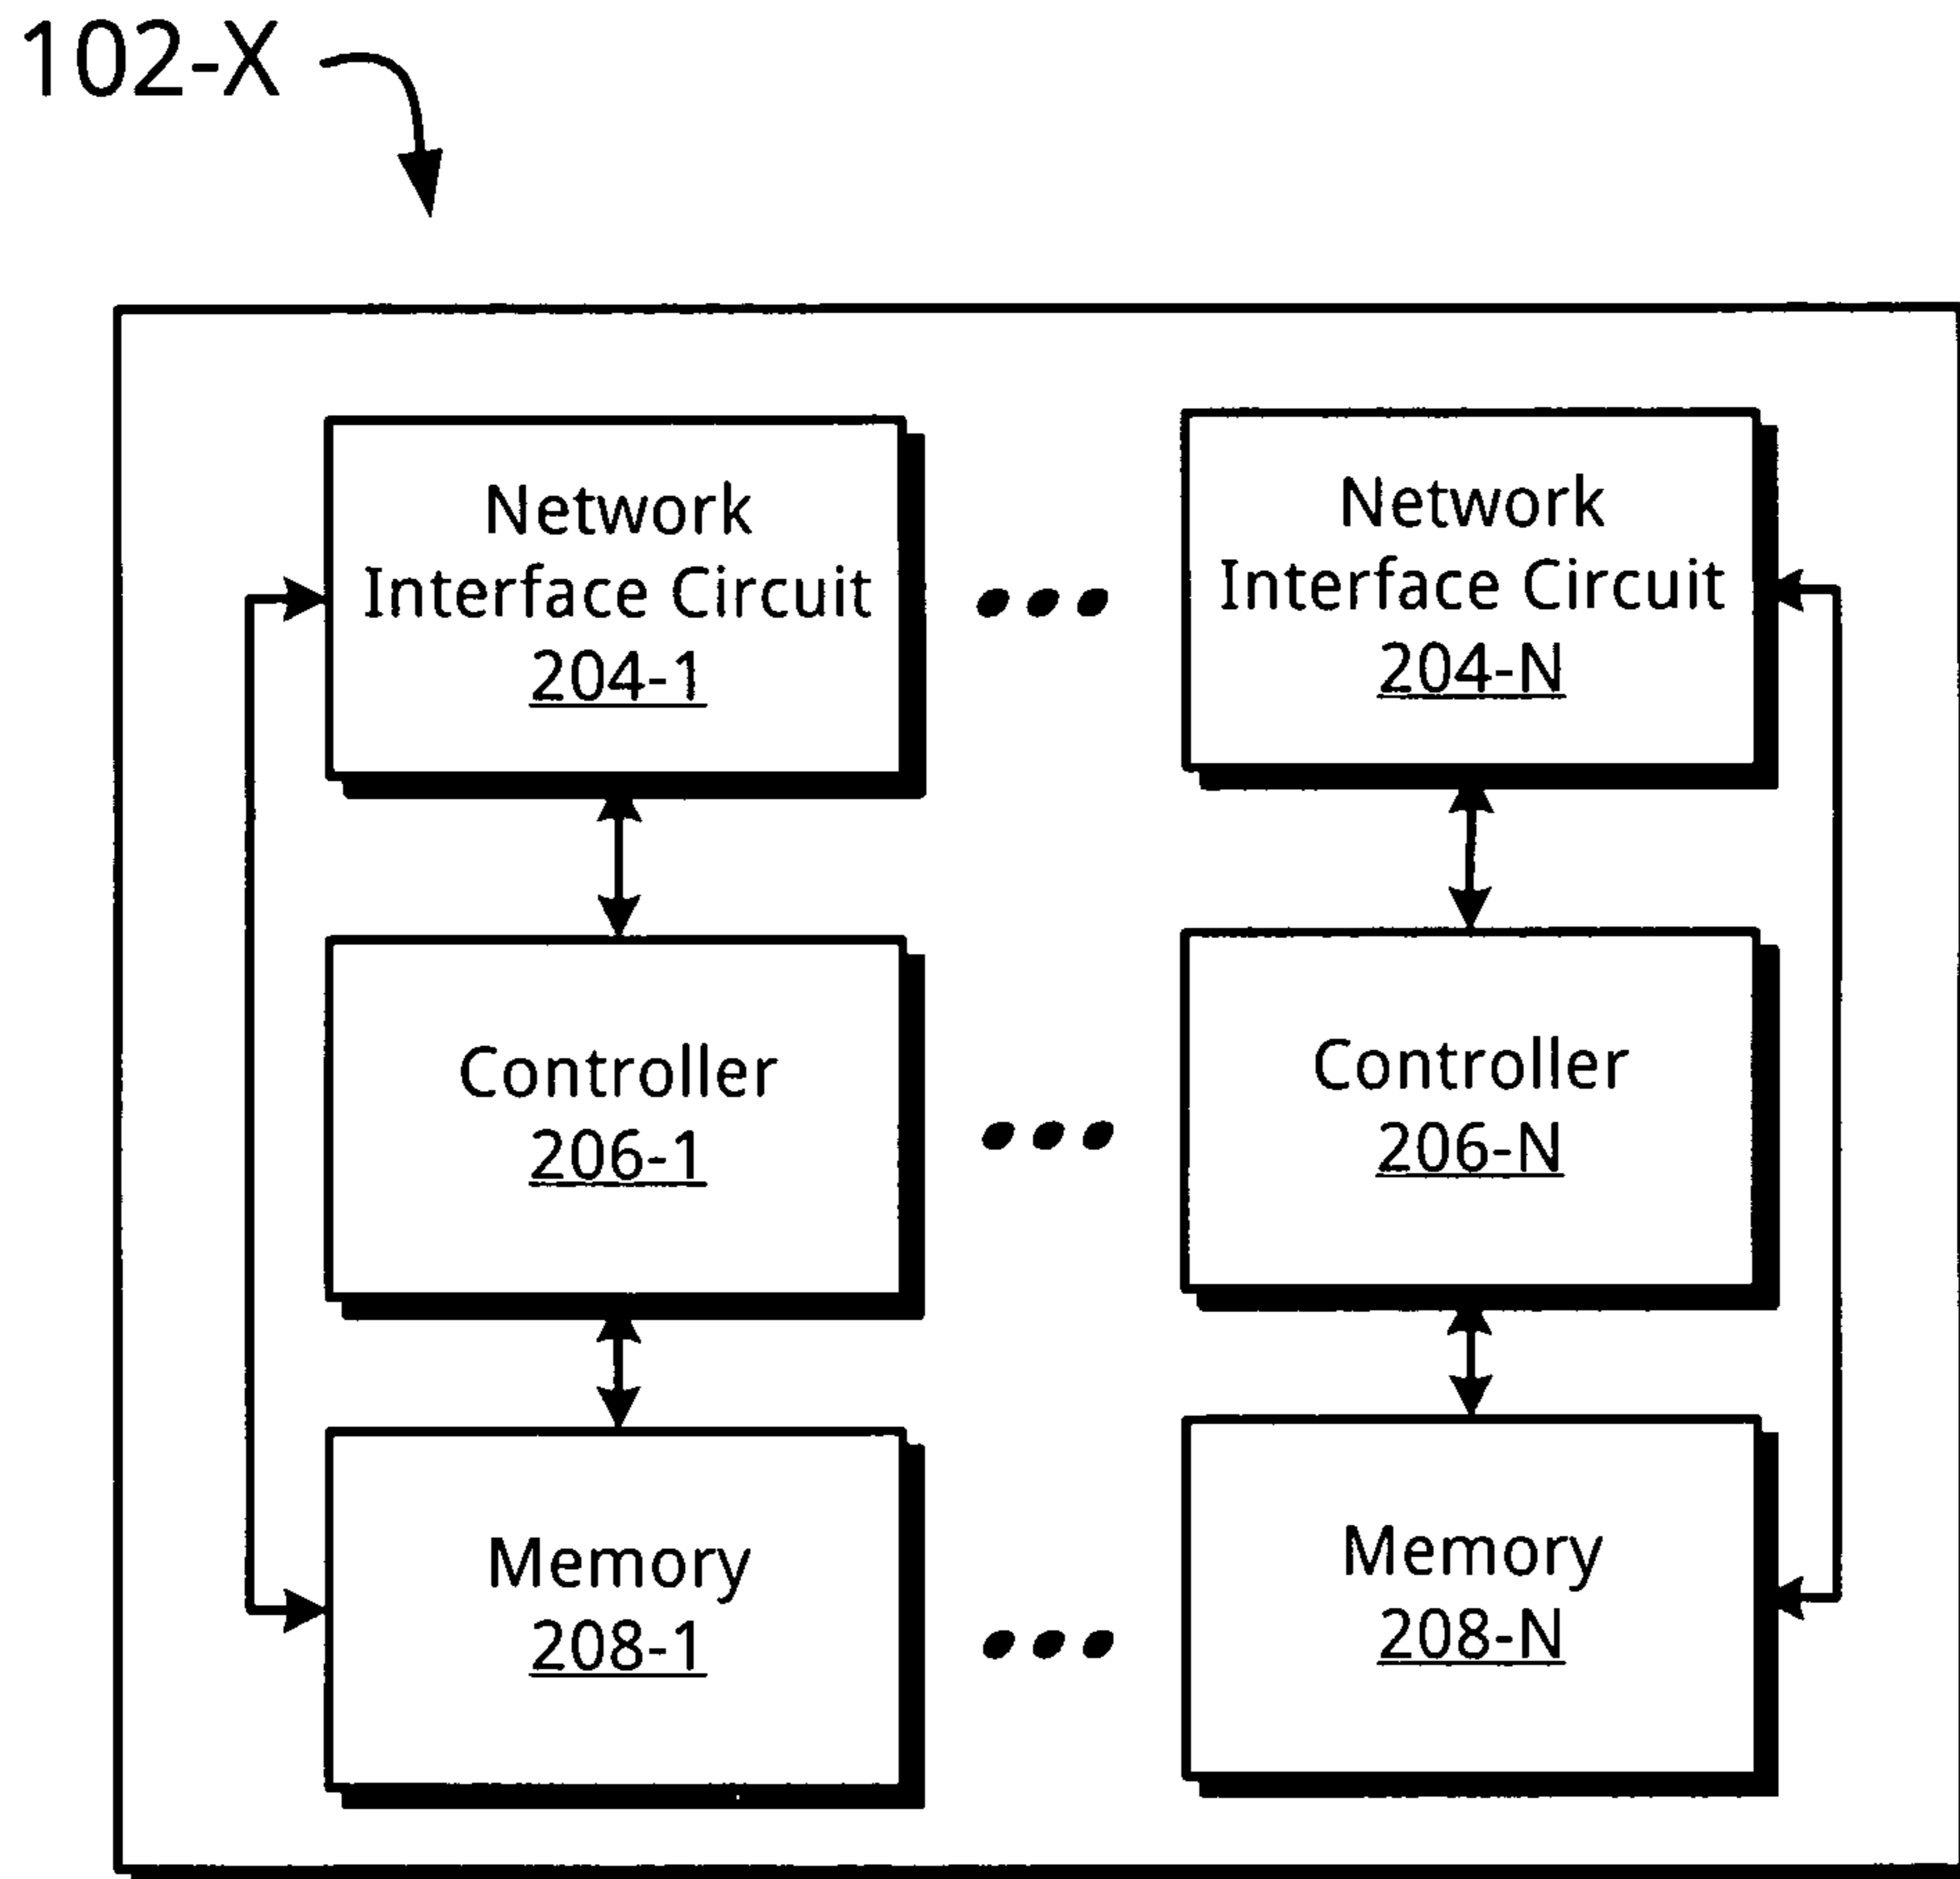 102-X
Network
Interface Circuit
204-1
Network
Interface Circuit
204-N
Controller
206-1
Controller
206-N
Memory
208-1
Memory
208-N